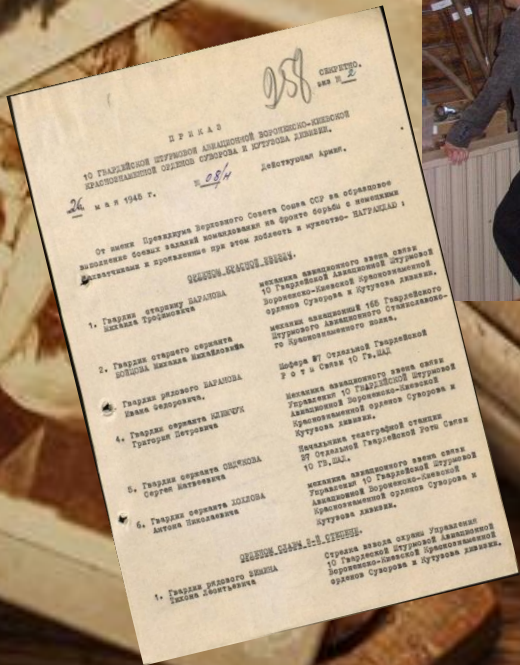 958
СЕКРЕТНО.
экз № 2
ПРИКАЗ
10 ГВАРДЕЙСКОЙ ШТУРМОВОЙ АВИАЦИОННОЙ ВОРОНЕЖСКО-КИЕВСКОЙ
КРАСНОЗНАМЕННОЙ ОРДЕНОВ СУВОРОВА И КУТУЗОВА ДИВИЗИИ.
26 мая 1945 г. № 08/н Действующая Армия.
От имени Президиума Верховного Совета Союза ССР за образцовое
выполнение боевых заданий командования на фронте борьбы с немецкими
захватчиками и проявленные при этом доблесть и мужество- НАГРАЖДАЮ :
ОРДЕНОМ КРАСНОЙ ЗВЕЗДЫ.
1. Гвардии старшину БАРАНОВА
Михаила Трофимовича
механика авиационного звена связи
10 Гвардейской Авиационной Штурмовой
Воронежско-Киевской Краснознаменной
орденов Суворова и Кутузова дивизии.
2. Гвардии старшего сержанта
БОЙЦОВА Михаила Михайловича
механик авиационный 168 Гвардейского
Штурмового Авиационного Станиславско-
го Краснознаменного полка.
Гвардии рядового БАРАНОВА
Ивана Федоровича.
Шофера 97 Отдельной Гвардейской
Роты Связи 10 Гв.ШАД
4. Гвардии сержанта КЛИМЧУК
Григория Петровича
Механика авиационного звена связи
Управления 10 ГВАРДЕЙСКОЙ Штурмовой
Авиационной Воронежско-Киевской
Краснознаменной орденов Суворова и
Кутузова дивизии.
5. Гвардии сержанта
Сергея Матвеевича
Начальника телеграфной станции
97 Отдельной Гвардейской Роты Связи
10 ГВ.ШАД.
6. Гвардии сержанта ХОХЛОВА
Антона Николаевича
механика авиационного звена связи
Управления 10 Гвардейской Штурмовой
Авиационной Воронежско-Киевской
Краснознаменной орденов Суворова и
Кутузова дивизии.
ОРДЕНОМ СЛАВЫ 3-Й СТЕПЕНИ.
1. Гвардии рядового ЗИМИНА
Тихона Леонтьевича
Стрелка взвода охраны Управления
10 Гвардейской Штурмовой Авиационной
Воронежско-Киевской Краснознаменной
орденов Суворова и Кутузова дивизии.